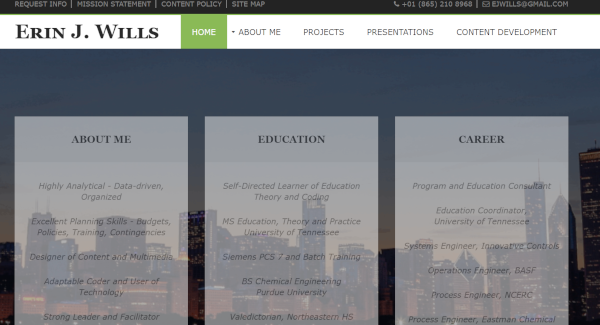 REQUEST INFO | MISSION STATEMENT | CONTENT POLICY | SITE MAP
+01 (865) 210 8968 | EJWILLS@GMAIL.COM
ERIN J. WILLS
HOME
ABOUT ME
PROJECTS
PRESENTATIONS
CONTENT DEVELOPMENT
ABOUT ME
Highly Analytical - Data-driven,
Organized
Excellent Planning Skills - Budgets,
Policies, Training, Contingencies
Designer of Content and Multimedia
Adaptable Coder and User of
Technology
Strong Leader and Facilitator
EDUCATION
Self-Directed Learner of Education
Theory and Coding
MS Education, Theory and Practice
University of Tennessee
Siemens PCS 7 and Batch Training
BS Chemical Engineering
Purdue University
Valedictorian, Northeastern HS
CAREER
Program and Education Consultant
Education Coordinator,
University of Tennessee
Systems Engineer, Innovative Controls
Operations Engineer, BASF
Process Engineer, NCERC
Process Engineer, Eastman Chemical